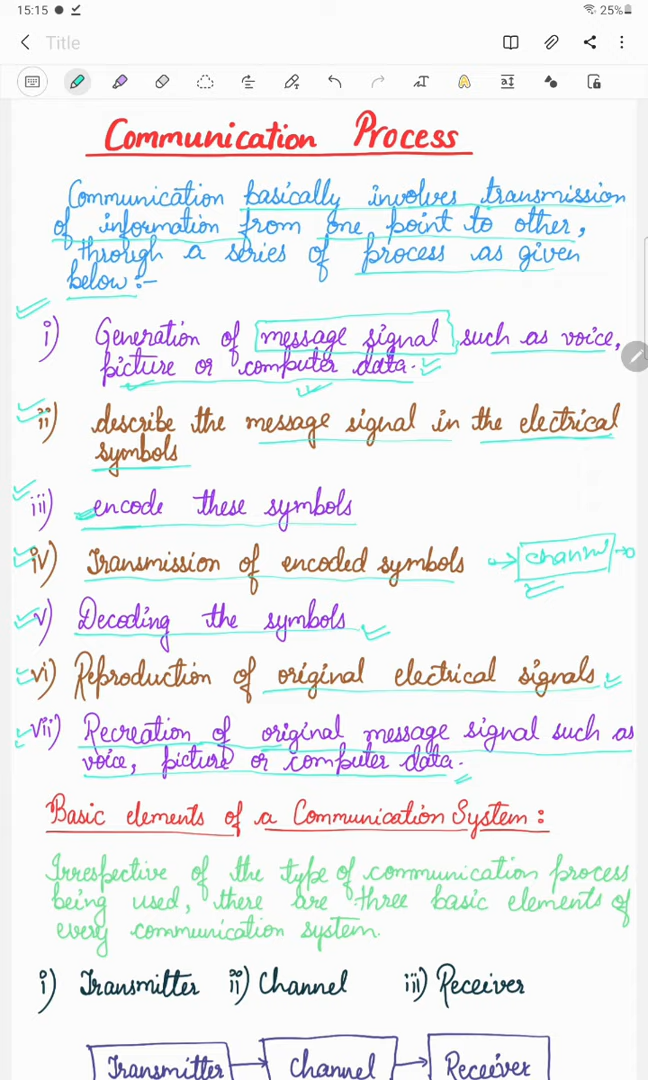 15:15
25%
Title
Communication Process
Communication basically involves transmission
of information from one point to other,
through a series of process as given
below:-
i) Generation of message signal such as voice,
picture or computer data.
ii) describe the message signal in the electrical
symbols
iii) encode these symbols
iv) Transmission of encoded symbols → channel →
v) Decoding the symbols
vi) Reproduction of original electrical signals
vii) Recreation of original message signal such as
voice, picture or computer data.
Basic elements of a Communication System:
Irrespective of the type of communication process
being used, there are three basic elements of
every communication system.
i) Transmitter ii) Channel iii) Receiver
Transmitter → Channel → Receiver